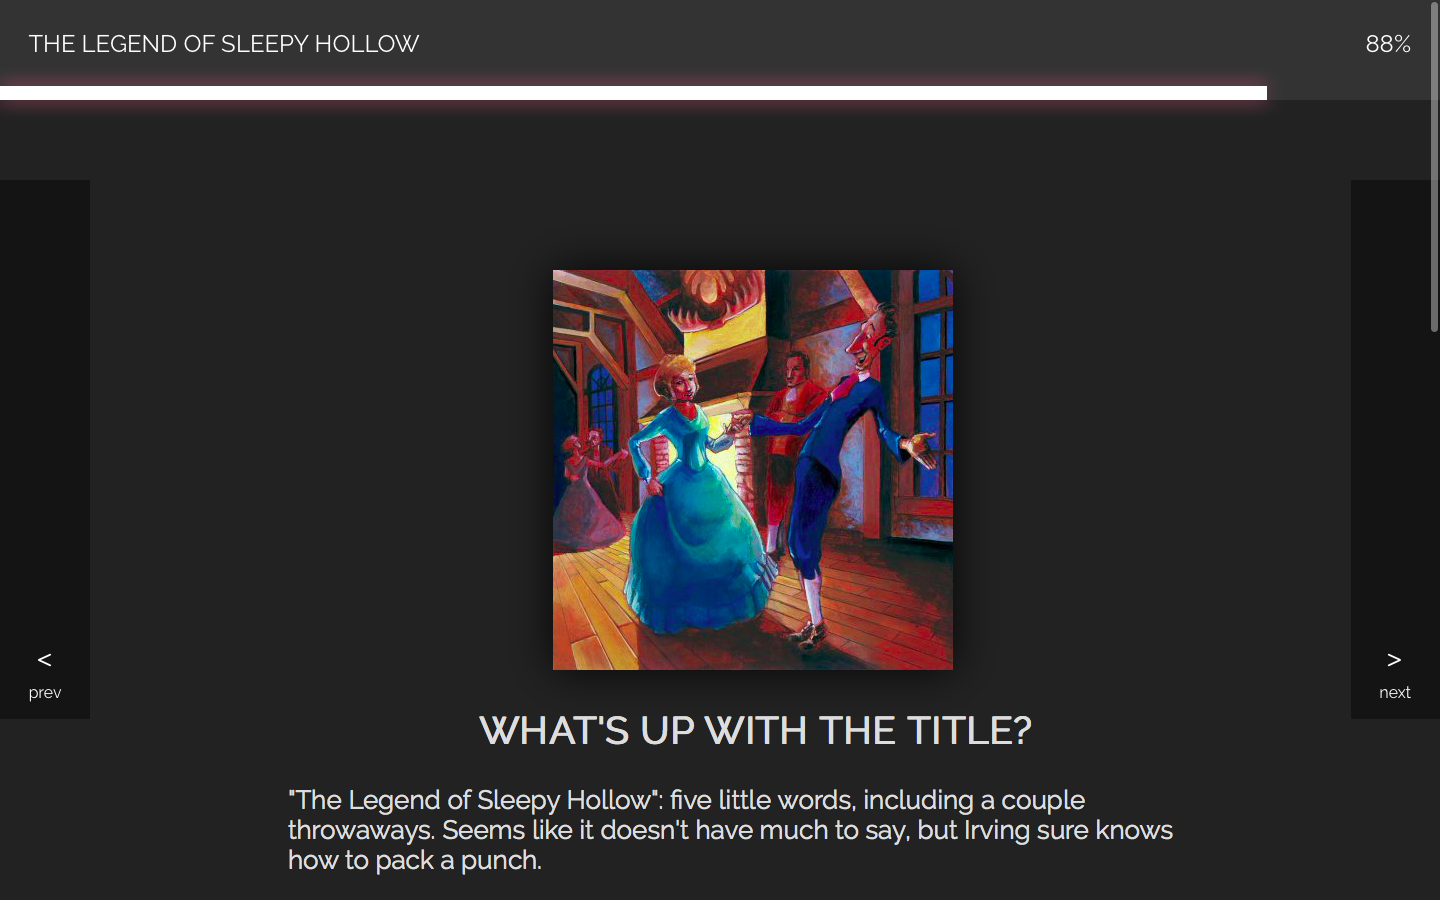 THE LEGEND OF SLEEPY HOLLOW
88%
<
prev
>
next
WHAT'S UP WITH THE TITLE?
"The Legend of Sleepy Hollow": five little words, including a couple
throwaways. Seems like it doesn't have much to say, but Irving sure knows
how to pack a punch.